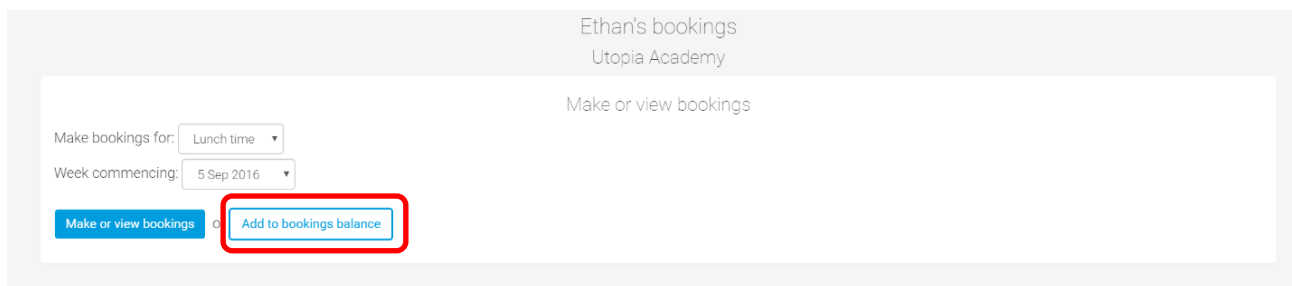 Ethan's bookings
Utopia Academy
Make or view bookings
Make bookings for: Lunch time
Week commencing: 5 Sep 2016
Make or view bookings Add to bookings balance